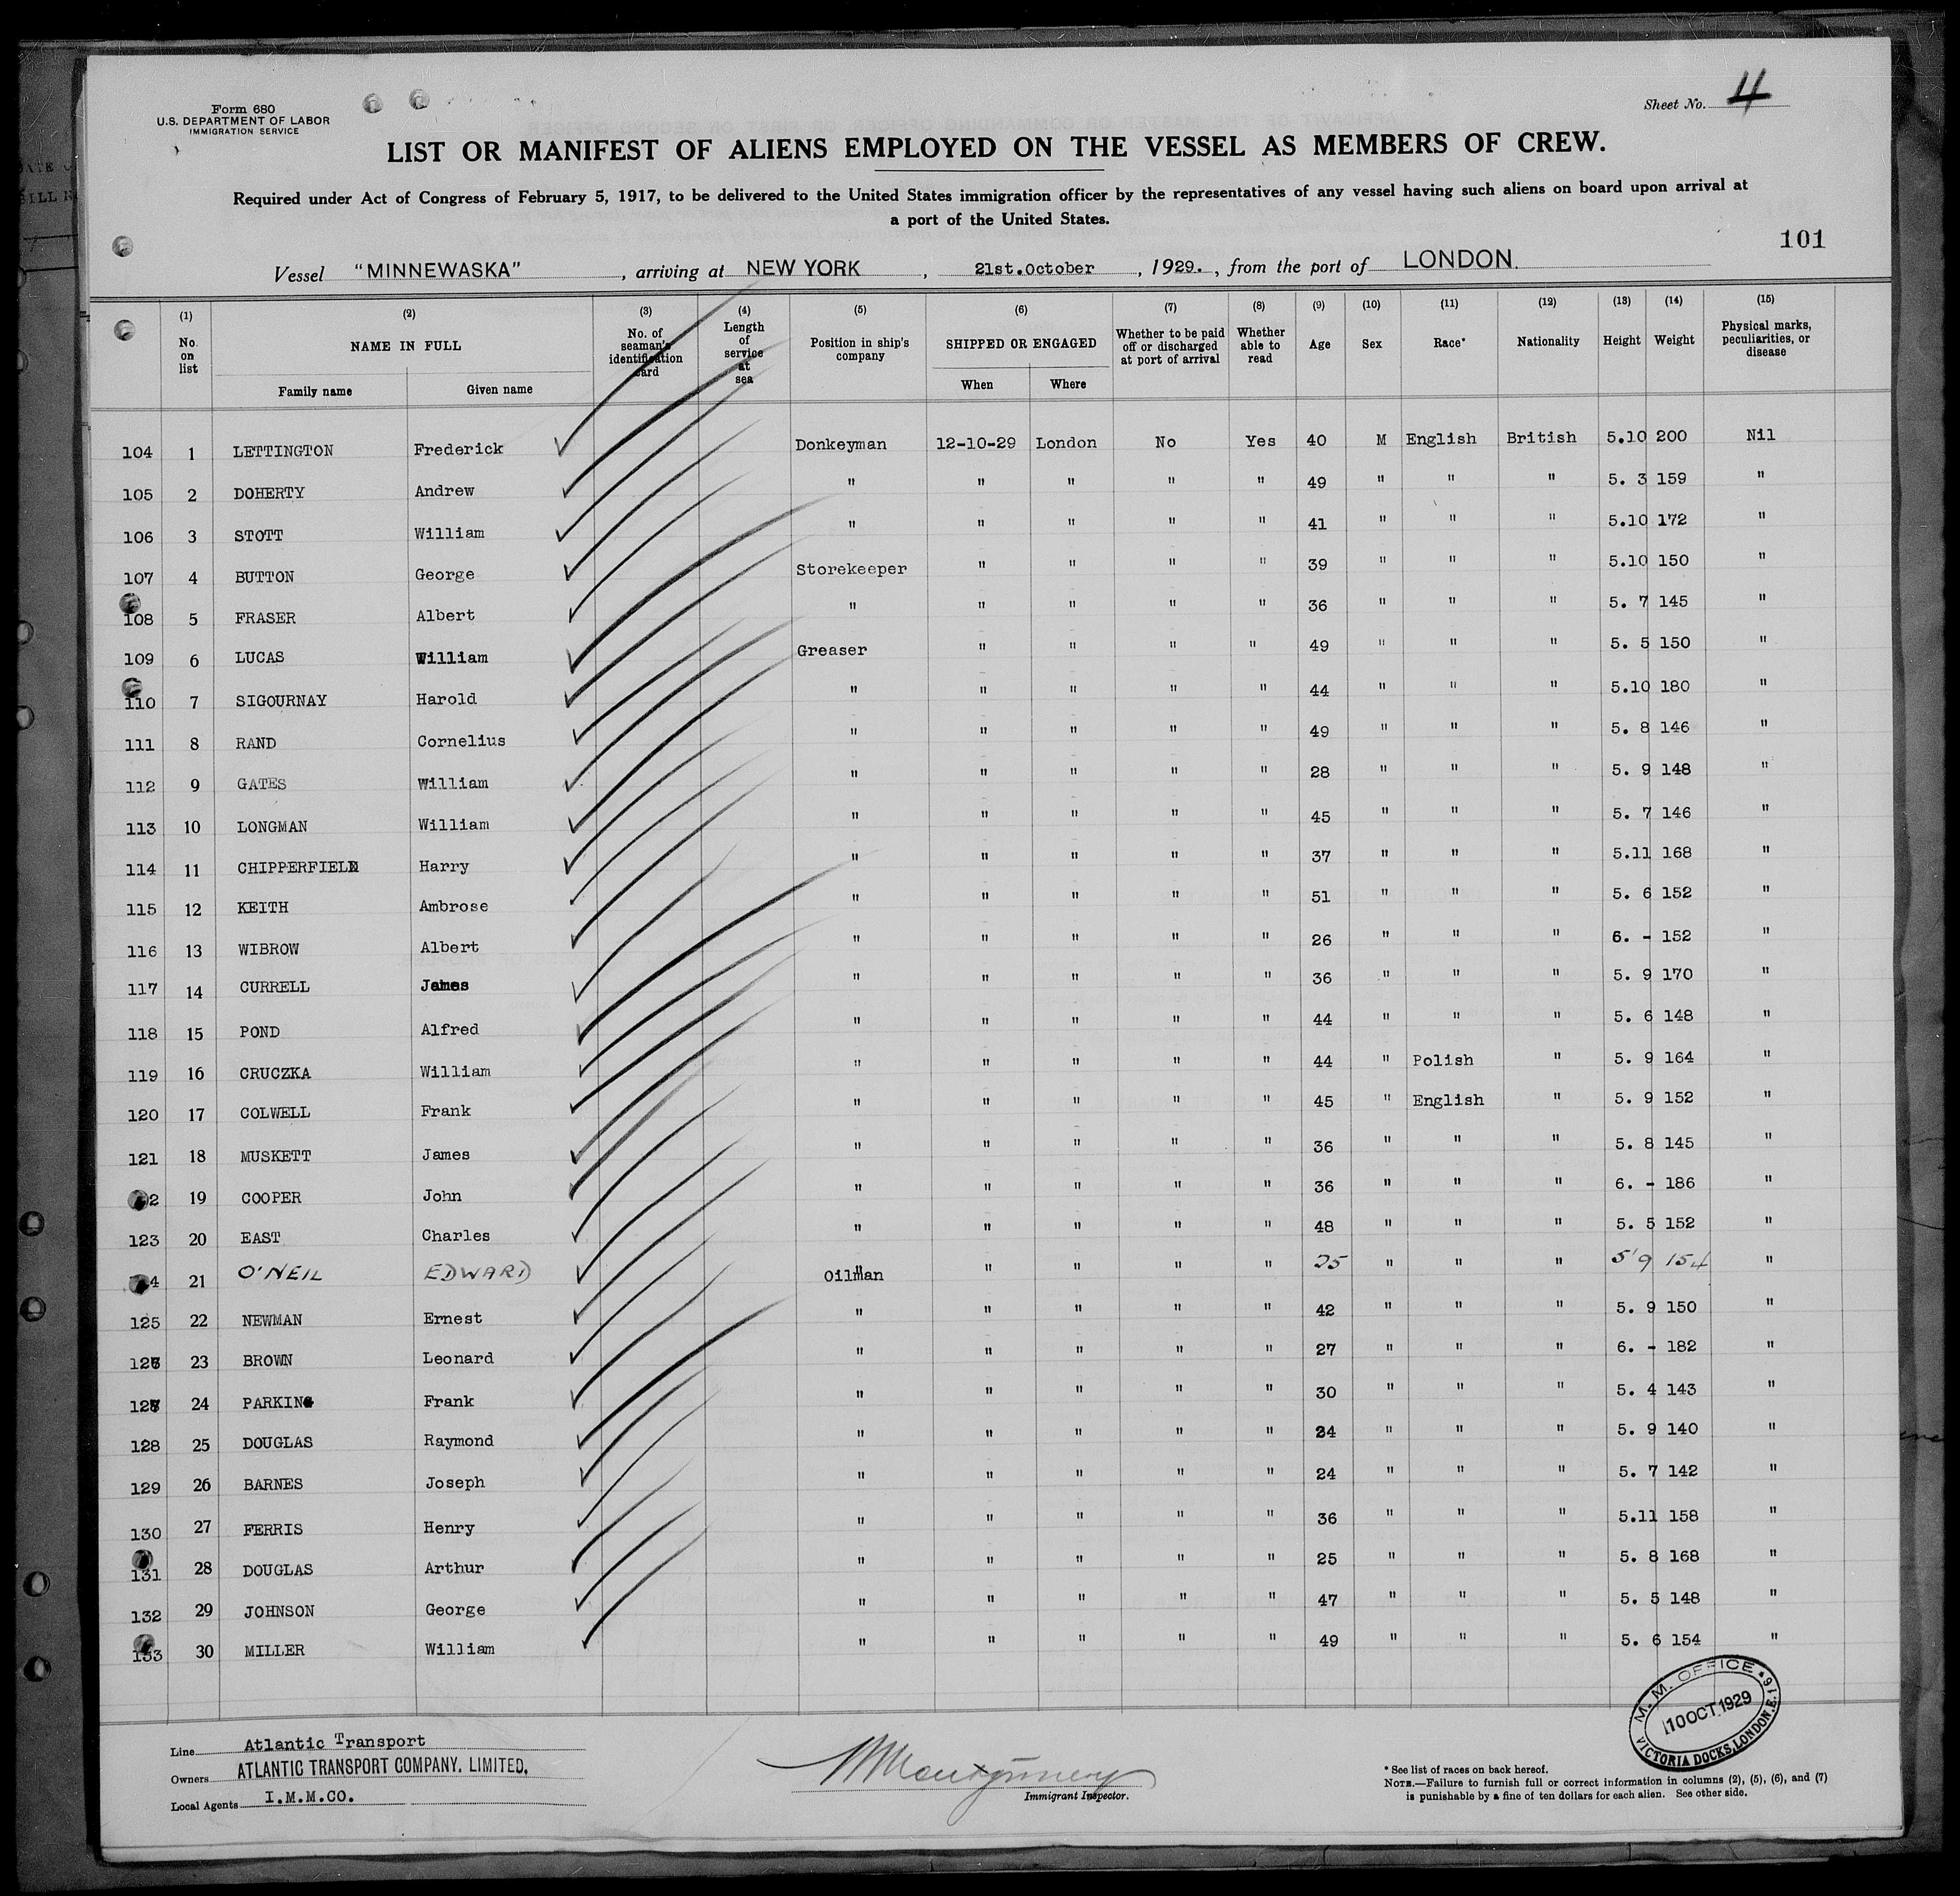 Form 680
U.S. DEPARTMENT OF LABOR
IMMIGRATION SERVICE
Sheet No. 4
LIST OR MANIFEST OF ALIENS EMPLOYED ON THE VESSEL AS MEMBERS OF CREW.
Required under Act of Congress of February 5, 1917, to be delivered to the United States immigration officer by the representatives of any vessel having such aliens on board upon arrival at
a port of the United States.
101
Vessel "MINNEWASKA", arriving at NEW YORK, 21st. October, 1929., from the port of LONDON.
(1) (2) (3) (4) (5) (6) (7) (8) (9) (10) (11) (12) (13) (14) (15)
No. on list NAME IN FULL No. of seaman's identification card Length of service at sea Position in ship's company SHIPPED OR ENGAGED Whether to be paid off or discharged at port of arrival Whether able to read Age Sex Race* Nationality Height Weight Physical marks, peculiarities, or disease
Family name Given name When Where
104 1 LETTINGTON Frederick Donkeyman 12-10-29 London No Yes 40 M English British 5.10 200 Nil
105 2 DOHERTY Andrew " " " " " 49 " " " 5. 3 159 "
106 3 STOTT William " " " " " 41 " " " 5.10 172 "
107 4 BUTTON George Storekeeper " " " " 39 " " " 5.10 150 "
108 5 FRASER Albert " " " " " 36 " " " 5. 7 145 "
109 6 LUCAS William Greaser " " " " 49 " " " 5. 5 150 "
110 7 SIGOURNAY Harold " " " " " 44 " " " 5.10 180 "
111 8 RAND Cornelius " " " " " 49 " " " 5. 8 146 "
112 9 GATES William " " " " " 28 " " " 5. 9 148 "
113 10 LONGMAN William " " " " " 45 " " " 5. 7 146 "
114 11 CHIPPERFIELD Harry " " " " " 37 " " " 5.11 168 "
115 12 KEITH Ambrose " " " " " 51 " " " 5. 6 152 "
116 13 WIBROW Albert " " " " " 26 " " " 6. - 152 "
117 14 CURRELL James " " " " " 36 " " " 5. 9 170 "
118 15 POND Alfred " " " " " 44 " " " 5. 6 148 "
119 16 CRUCZKA William " " " " " 44 " Polish " 5. 9 164 "
120 17 COLWELL Frank " " " " " 45 " English " 5. 9 152 "
121 18 MUSKETT James " " " " " 36 " " " 5. 8 145 "
2 19 COOPER John " " " " " 36 " " " 6. - 186 "
123 20 EAST Charles " " " " " 48 " " " 5. 5 152 "
4 21 O'NEIL EDWARD Oilman " " " " 25 " " " 5'9 154 "
125 22 NEWMAN Ernest " " " " " 42 " " " 5. 9 150 "
126 23 BROWN Leonard " " " " " 27 " " " 6. - 182 "
127 24 PARKIN Frank " " " " " 30 " " " 5. 4 143 "
128 25 DOUGLAS Raymond " " " " " 24 " " " 5. 9 140 "
129 26 BARNES Joseph " " " " " 24 " " " 5. 7 142 "
130 27 FERRIS Henry " " " " " 36 " " " 5.11 158 "
131 28 DOUGLAS Arthur " " " " " 25 " " " 5. 8 168 "
132 29 JOHNSON George " " " " " 47 " " " 5. 5 148 "
133 30 MILLER William " " " " " 49 " " " 5. 6 154 "
M. M. OFFICE
10 OCT 1929
VICTORIA DOCKS, LONDON, E.16
Line Atlantic Transport
Owners ATLANTIC TRANSPORT COMPANY. LIMITED.
Local Agents I.M.M.CO.
Montgomery
Immigrant Inspector.
* See list of races on back hereof.
NOTE.—Failure to furnish full or correct information in columns (2), (5), (6), and (7)
is punishable by a fine of ten dollars for each alien. See other side.